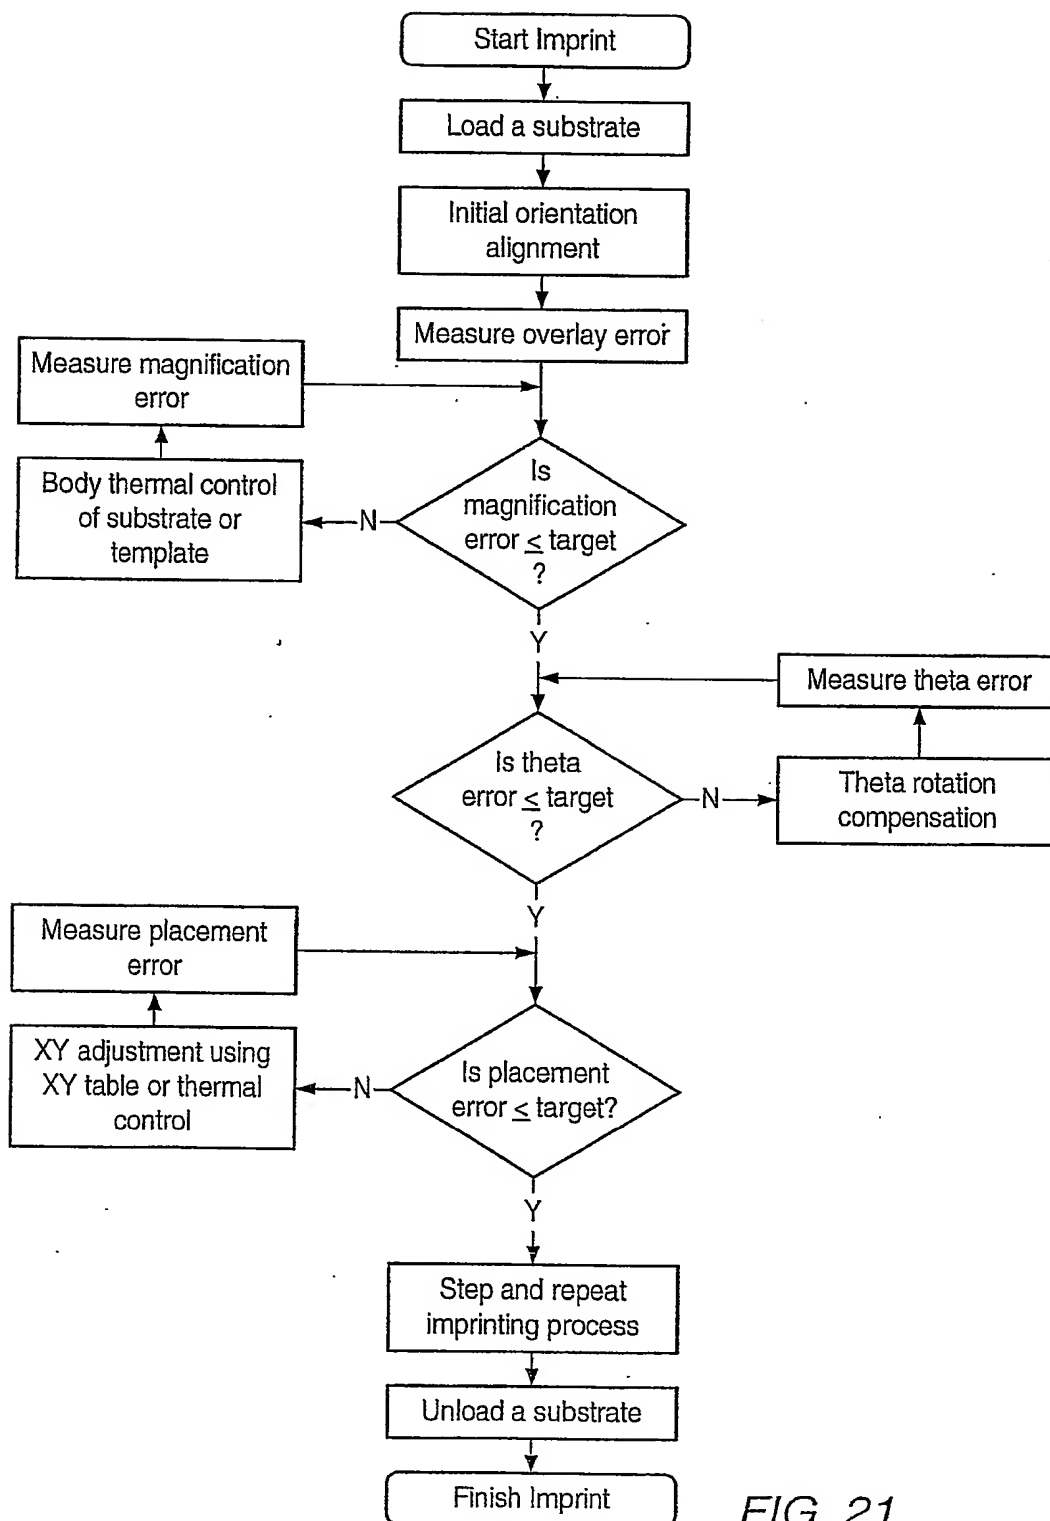 Start Imprint
Load a substrate
Initial orientation
alignment
Measure overlay error
Measure magnification
error
Body thermal control
of substrate or
template
N
Is
magnification
error ≤ target
?
Y
Measure theta error
Is theta
error ≤ target
?
N
Theta rotation
compensation
Y
Measure placement
error
XY adjustment using
XY table or thermal
control
N
Is placement
error ≤ target?
Y
Step and repeat
imprinting process
Unload a substrate
Finish Imprint
FIG. 21